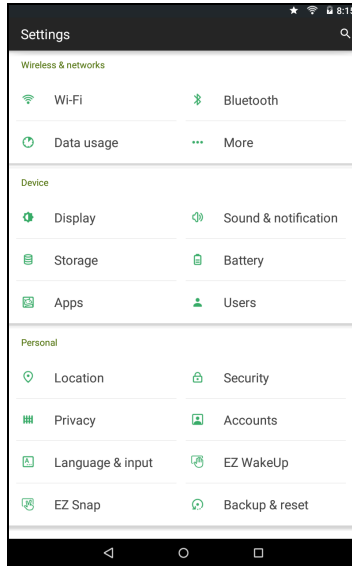 8:15
Settings
Wireless & networks
Wi-Fi
Bluetooth
Data usage
More
Device
Display
Sound & notification
Storage
Battery
Apps
Users
Personal
Location
Security
Privacy
Accounts
Language & input
EZ WakeUp
EZ Snap
Backup & reset